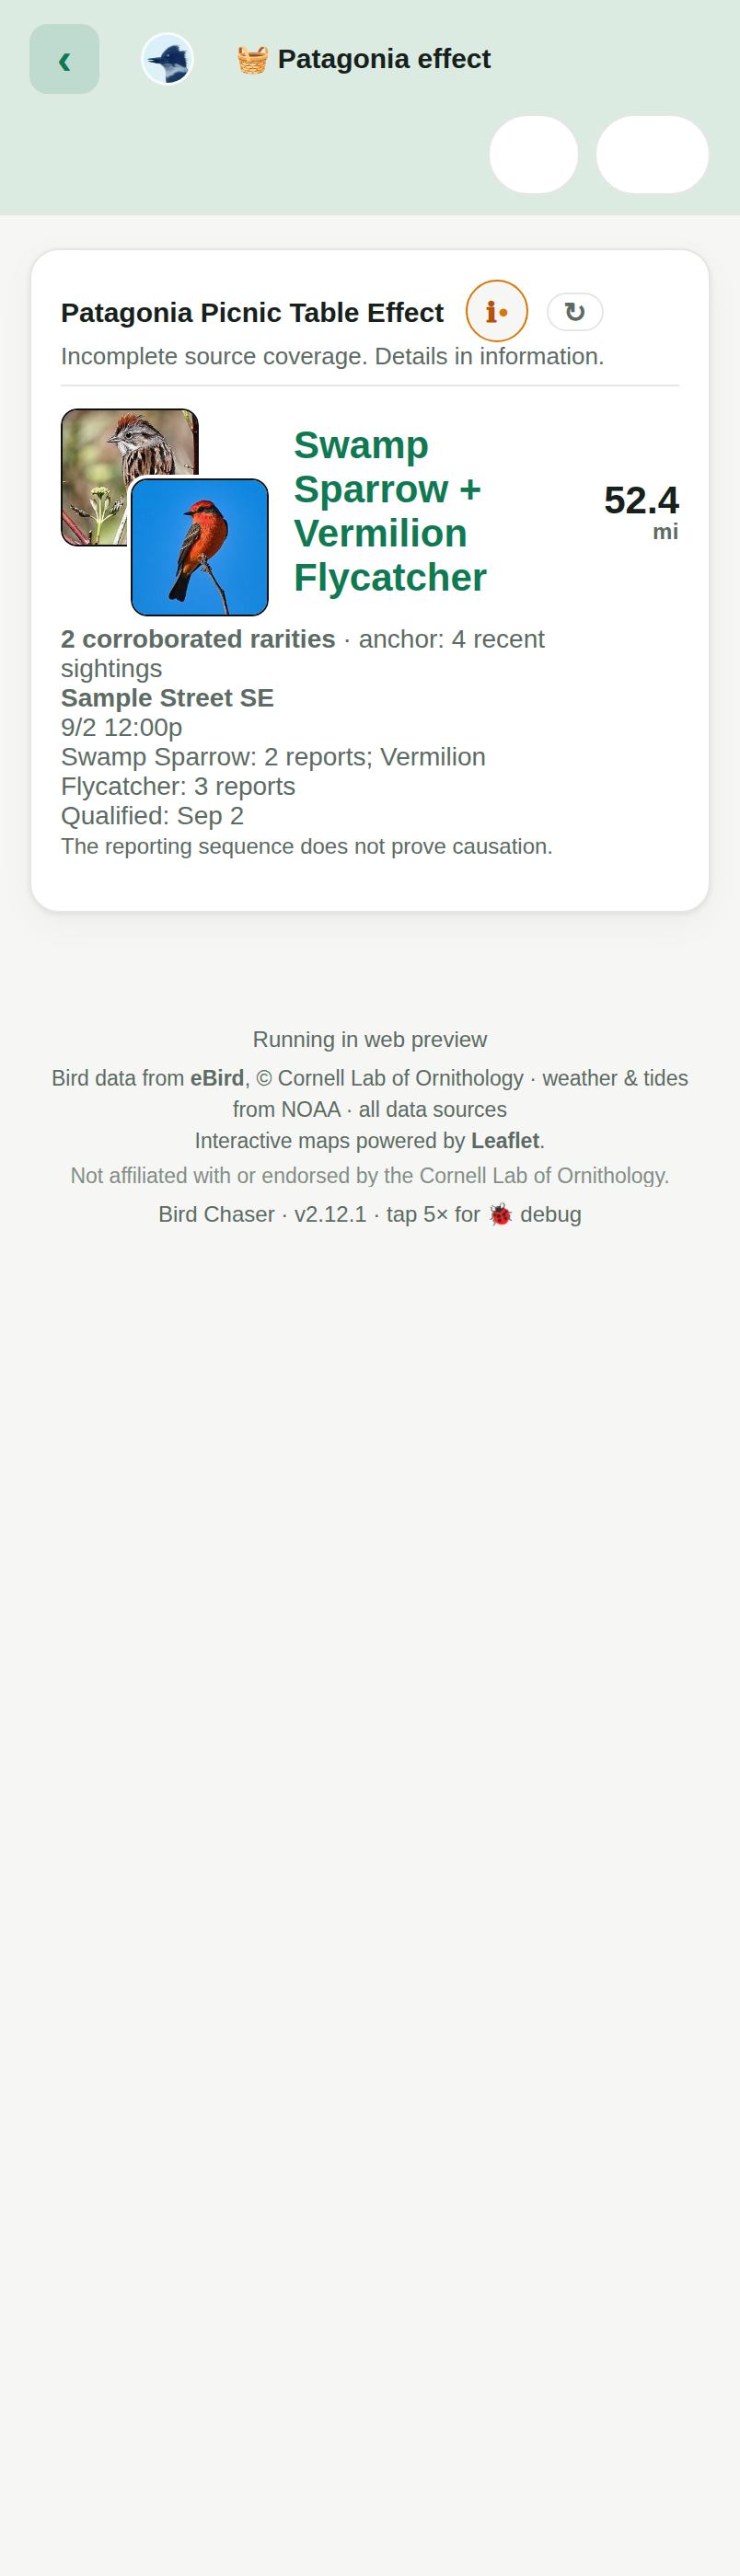 ‹ 🧺 Patagonia effect
Patagonia Picnic Table Effect ℹ• ↻
Incomplete source coverage. Details in information.
Swamp
Sparrow +
Vermilion
Flycatcher
52.4
mi
2 corroborated rarities · anchor: 4 recent
sightings
Sample Street SE
9/2 12:00p
Swamp Sparrow: 2 reports; Vermilion
Flycatcher: 3 reports
Qualified: Sep 2
The reporting sequence does not prove causation.
Running in web preview
Bird data from eBird, © Cornell Lab of Ornithology · weather & tides
from NOAA · all data sources
Interactive maps powered by Leaflet.
Not affiliated with or endorsed by the Cornell Lab of Ornithology.
Bird Chaser · v2.12.1 · tap 5× for 🐞 debug